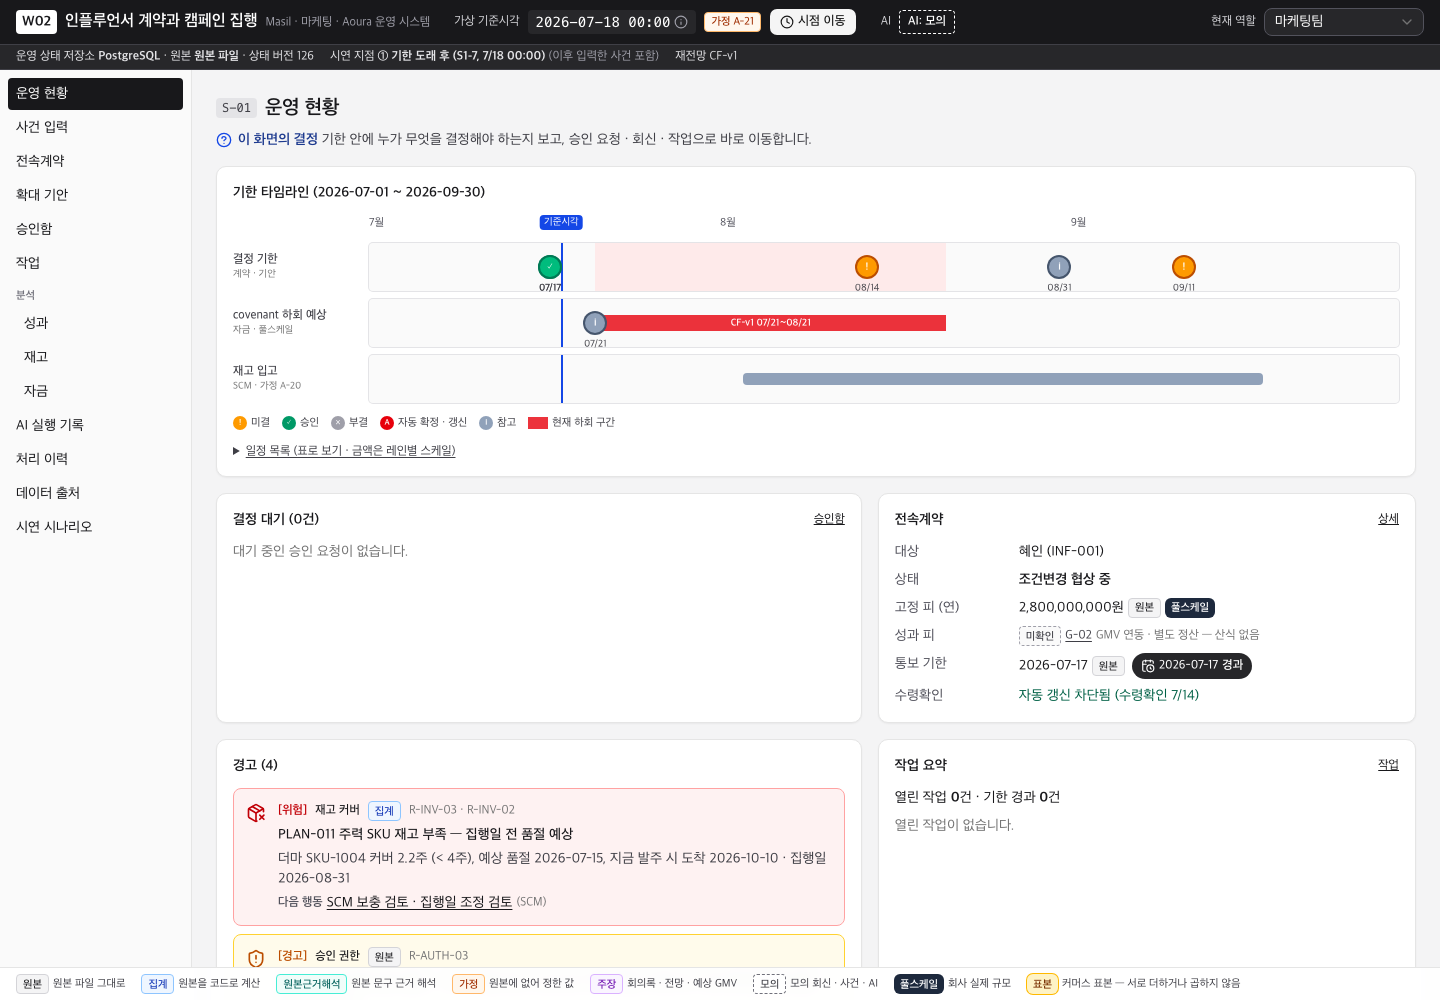 W02 인플루언서 계약과 캠페인 집행 Masil · 마케팅 · Aoura 운영 시스템 가상 기준시각 2026-07-18 00:00 가정 A-21 시점 이동 AI AI: 모의 현재 역할 마케팅팀
운영 상태 저장소 PostgreSQL · 원본 원본 파일 · 상태 버전 126 시연 지점 ① 기한 도래 후 (S1-7, 7/18 00:00) (이후 입력한 사건 포함) 재전망 CF-v1
운영 현황
사건 입력
전속계약
확대 기안
승인함
작업
분석
성과
재고
자금
AI 실행 기록
처리 이력
데이터 출처
시연 시나리오
S-01 운영 현황
이 화면의 결정 기한 안에 누가 무엇을 결정해야 하는지 보고, 승인 요청 · 회신 · 작업으로 바로 이동합니다.
기한 타임라인 (2026-07-01 ~ 2026-09-30)
7월 기준시각 8월 9월
결정 기한
계약 · 기안
✓ ! i !
07/17 08/14 08/31 09/11
covenant 하회 예상
자금 · 풀스케일
i CF-v1 07/21~08/21
07/21
재고 입고
SCM · 가정 A-20
! 미결 ✓ 승인 × 부결 A 자동 확정 · 갱신 i 참고 현재 하회 구간
▶ 일정 목록 (표로 보기 · 금액은 레인별 스케일)
결정 대기 (0건) 승인함
대기 중인 승인 요청이 없습니다.
전속계약 상세
대상 혜인 (INF-001)
상태 조건변경 협상 중
고정 피 (연) 2,800,000,000원 원본 풀스케일
성과 피 미확인 G-02 GMV 연동 · 별도 정산 — 산식 없음
통보 기한 2026-07-17 원본 2026-07-17 경과
수령확인 자동 갱신 차단됨 (수령확인 7/14)
경고 (4)
[위험] 재고 커버 집계 R-INV-03 · R-INV-02
PLAN-011 주력 SKU 재고 부족 — 집행일 전 품절 예상
더마 SKU-1004 커버 2.2주 (< 4주), 예상 품절 2026-07-15, 지금 발주 시 도착 2026-10-10 · 집행일
2026-08-31
다음 행동 SCM 보충 검토 · 집행일 조정 검토 (SCM)
[경고] 승인 권한 원본 R-AUTH-03
작업 요약 작업
열린 작업 0건 · 기한 경과 0건
열린 작업이 없습니다.
원본 원본 파일 그대로 집계 원본을 코드로 계산 원본근거해석 원본 문구 근거 해석 가정 원본에 없어 정한 값 주장 회의록 · 전망 · 예상 GMV 모의 모의 회신 · 사건 · AI 풀스케일 회사 실제 규모 표본 커머스 표본 — 서로 더하거나 곱하지 않음